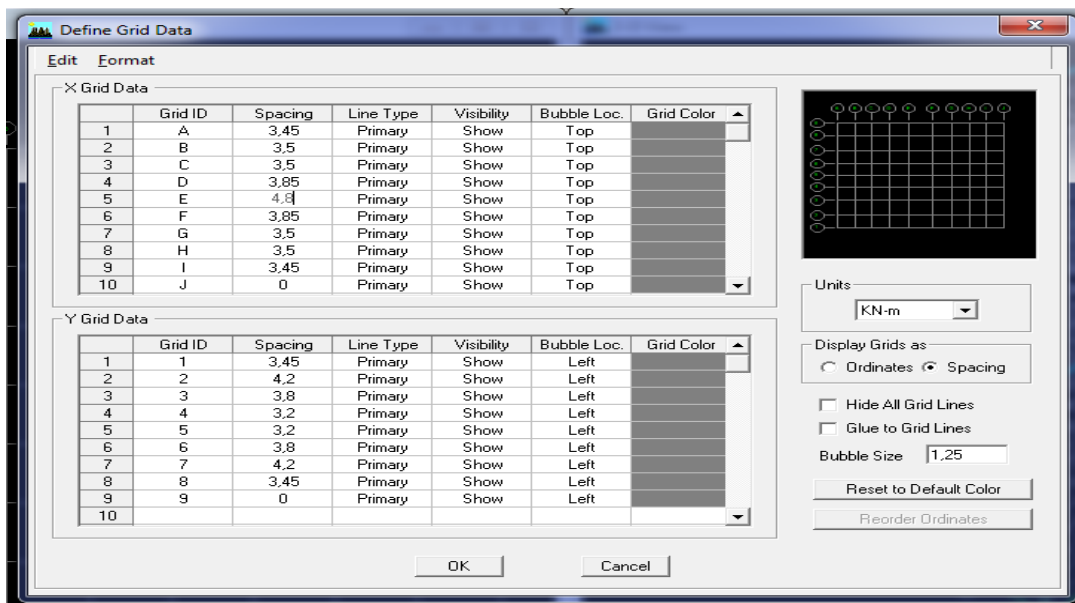 Define Grid Data
Edit Format
X Grid Data
Grid ID Spacing Line Type Visibility Bubble Loc. Grid Color
1 A 3,45 Primary Show Top
2 B 3,5 Primary Show Top
3 C 3,5 Primary Show Top
4 D 3,85 Primary Show Top
5 E 4,8 Primary Show Top
6 F 3,85 Primary Show Top
7 G 3,5 Primary Show Top
8 H 3,5 Primary Show Top
9 I 3,45 Primary Show Top
10 J 0 Primary Show Top
Y Grid Data
Grid ID Spacing Line Type Visibility Bubble Loc. Grid Color
1 1 3,45 Primary Show Left
2 2 4,2 Primary Show Left
3 3 3,8 Primary Show Left
4 4 3,2 Primary Show Left
5 5 3,2 Primary Show Left
6 6 3,8 Primary Show Left
7 7 4,2 Primary Show Left
8 8 3,45 Primary Show Left
9 9 0 Primary Show Left
10
Units
KN-m
Display Grids as
Ordinates Spacing
Hide All Grid Lines
Glue to Grid Lines
Bubble Size 1,25
Reset to Default Color
Reorder Ordinates
OK Cancel